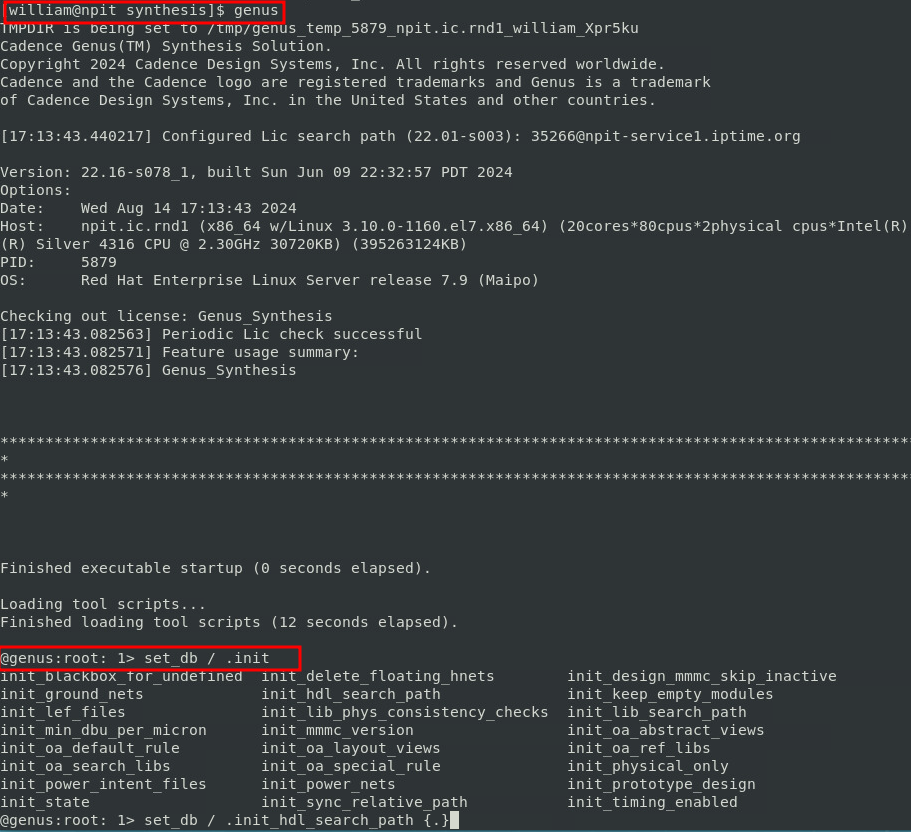 [william@npit synthesis]$ genus
TMPDIR is being set to /tmp/genus_temp_5879_npit.ic.rnd1_william_Xpr5ku
Cadence Genus(TM) Synthesis Solution.
Copyright 2024 Cadence Design Systems, Inc. All rights reserved worldwide.
Cadence and the Cadence logo are registered trademarks and Genus is a trademark
of Cadence Design Systems, Inc. in the United States and other countries.
[17:13:43.440217] Configured Lic search path (22.01-s003): 35266@npit-service1.iptime.org
Version: 22.16-s078_1, built Sun Jun 09 22:32:57 PDT 2024
Options:
Date:    Wed Aug 14 17:13:43 2024
Host:    npit.ic.rnd1 (x86_64 w/Linux 3.10.0-1160.el7.x86_64) (20cores*80cpus*2physical cpus*Intel(R)
(R) Silver 4316 CPU @ 2.30GHz 30720KB) (395263124KB)
PID:     5879
OS:      Red Hat Enterprise Linux Server release 7.9 (Maipo)
Checking out license: Genus_Synthesis
[17:13:43.082563] Periodic Lic check successful
[17:13:43.082571] Feature usage summary:
[17:13:43.082576] Genus_Synthesis
*****************************************************************************************************
*
*****************************************************************************************************
*
Finished executable startup (0 seconds elapsed).
Loading tool scripts...
Finished loading tool scripts (12 seconds elapsed).
@genus:root: 1> set_db / .init
init_blackbox_for_undefined  init_delete_floating_hnets        init_design_mmmc_skip_inactive
init_ground_nets             init_hdl_search_path              init_keep_empty_modules
init_lef_files               init_lib_phys_consistency_checks  init_lib_search_path
init_min_dbu_per_micron      init_mmmc_version                 init_oa_abstract_views
init_oa_default_rule         init_oa_layout_views              init_oa_ref_libs
init_oa_search_libs          init_oa_special_rule              init_physical_only
init_power_intent_files      init_power_nets                   init_prototype_design
init_state                   init_sync_relative_path           init_timing_enabled
@genus:root: 1> set_db / .init_hdl_search_path {.}